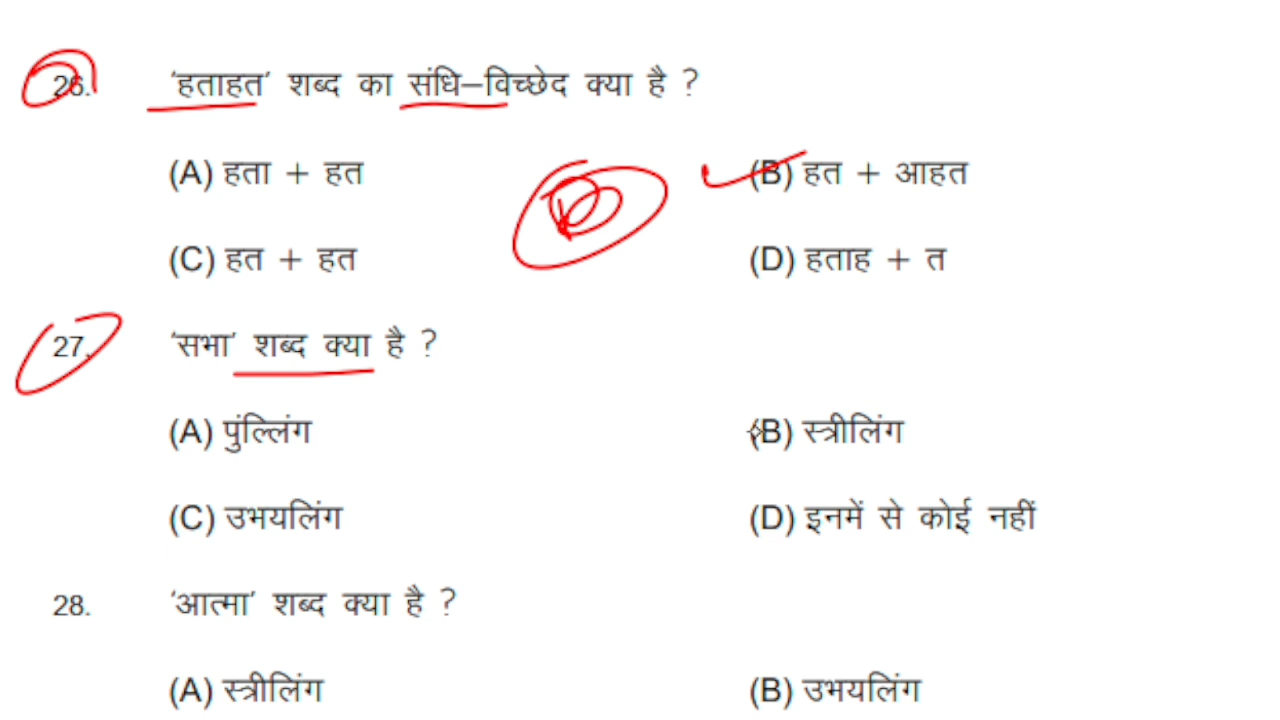 26. 'हताहत' शब्द का संधि–विच्छेद क्या है ?
(A) हता + हत (B) हत + आहत
(C) हत + हत (D) हताह + त
27. 'सभा' शब्द क्या है ?
(A) पुंल्लिंग (B) स्त्रीलिंग
(C) उभयलिंग (D) इनमें से कोई नहीं
28. 'आत्मा' शब्द क्या है ?
(A) स्त्रीलिंग (B) उभयलिंग